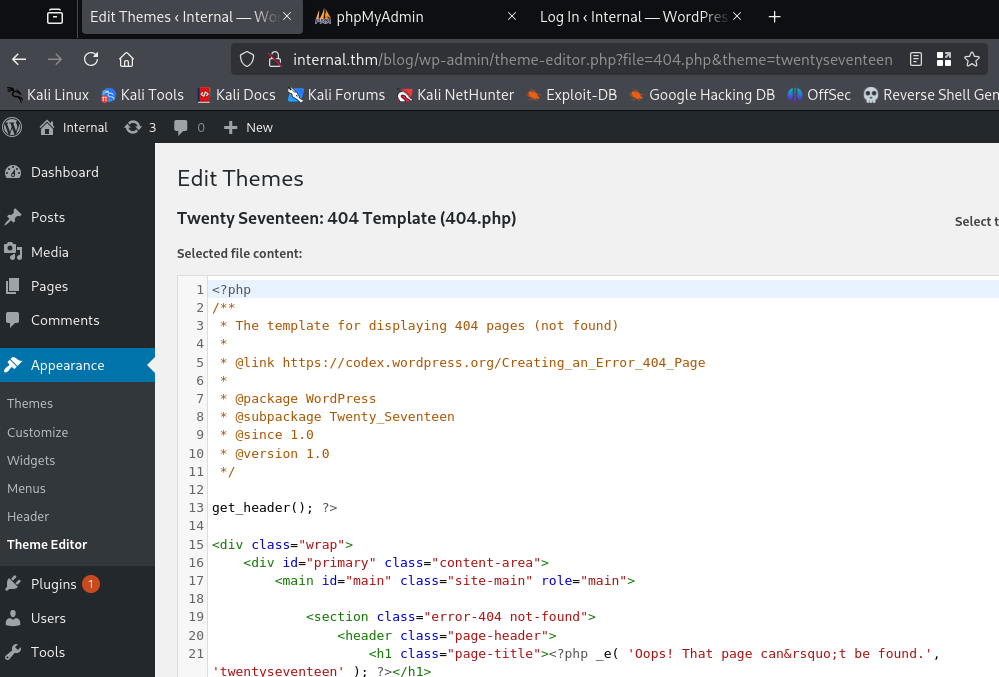 Edit Themes ‹ Internal — Wo
phpMyAdmin
Log In ‹ Internal — WordPres
internal.thm/blog/wp-admin/theme-editor.php?file=404.php&theme=twentyseventeen
Kali Linux
Kali Tools
Kali Docs
Kali Forums
Kali NetHunter
Exploit-DB
Google Hacking DB
OffSec
Reverse Shell Gen
Internal
3
0
New
Dashboard
Posts
Media
Pages
Comments
Appearance
Themes
Customize
Widgets
Menus
Header
Theme Editor
Plugins 1
Users
Tools
Edit Themes
Twenty Seventeen: 404 Template (404.php)
Select t
Selected file content:
1 <?php
2 /**
3  * The template for displaying 404 pages (not found)
4  *
5  * @link https://codex.wordpress.org/Creating_an_Error_404_Page
6  *
7  * @package WordPress
8  * @subpackage Twenty_Seventeen
9  * @since 1.0
10  * @version 1.0
11  */
12
13 get_header(); ?>
14
15 <div class="wrap">
16     <div id="primary" class="content-area">
17         <main id="main" class="site-main" role="main">
18
19             <section class="error-404 not-found">
20                 <header class="page-header">
21                     <h1 class="page-title"><?php _e( 'Oops! That page can&rsquo;t be found.',
'twentyseventeen' ); ?></h1>